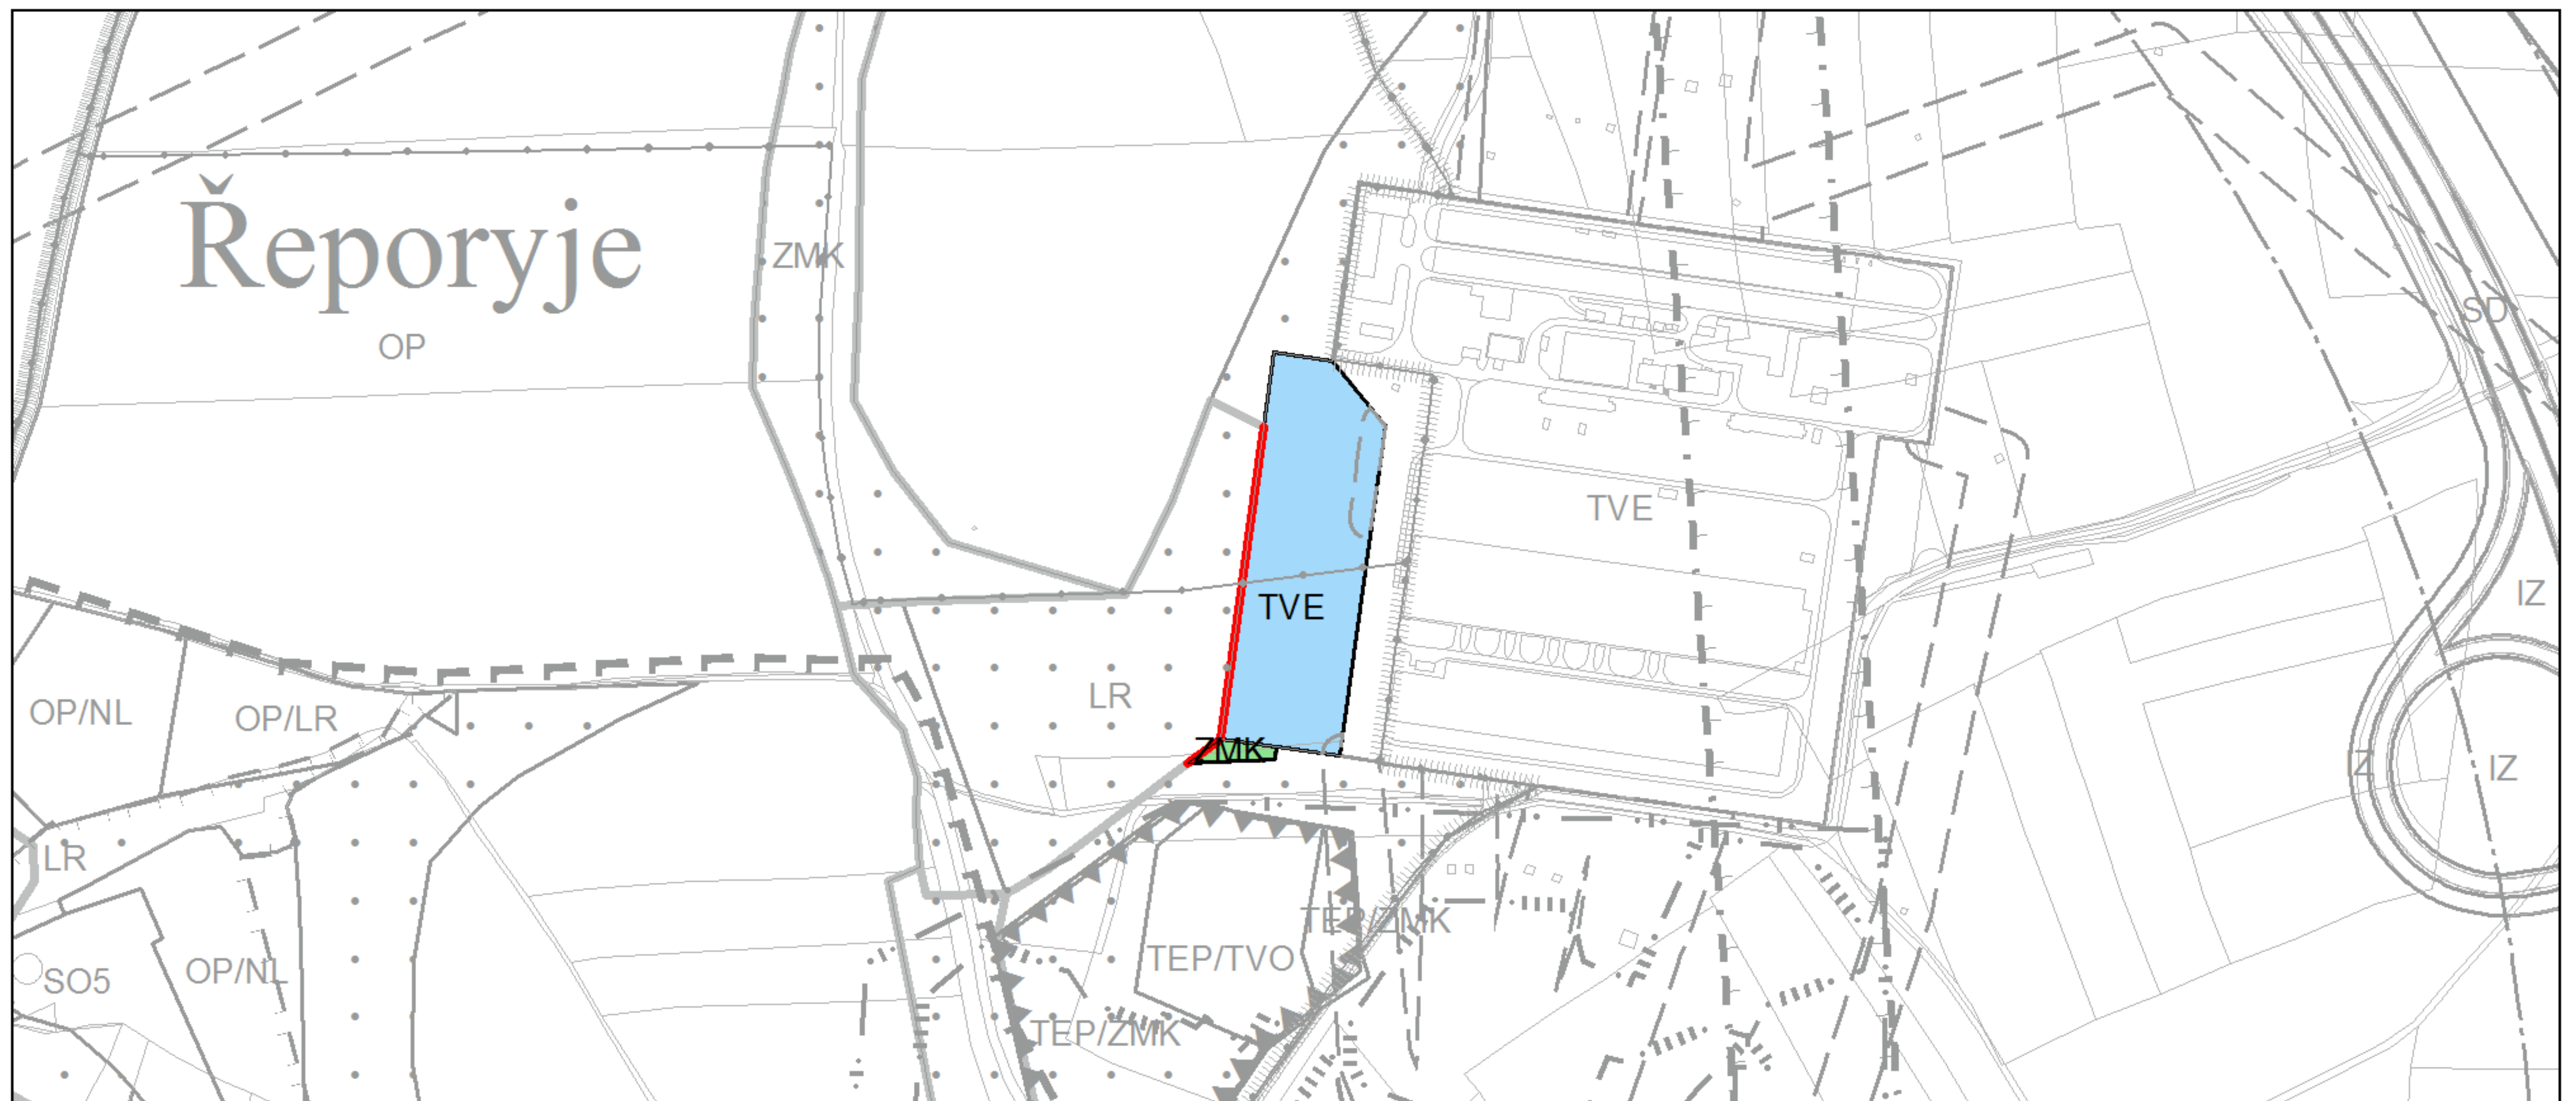 Řeporyje
ZMK
SD
OP
TVE
IZ
TVE
LR
OP/NL
OP/LR
ZMK
IZ
IZ
LR
TEP/ZMK
TEP/TVO
OP/NL
SO5
TEP/ZMK